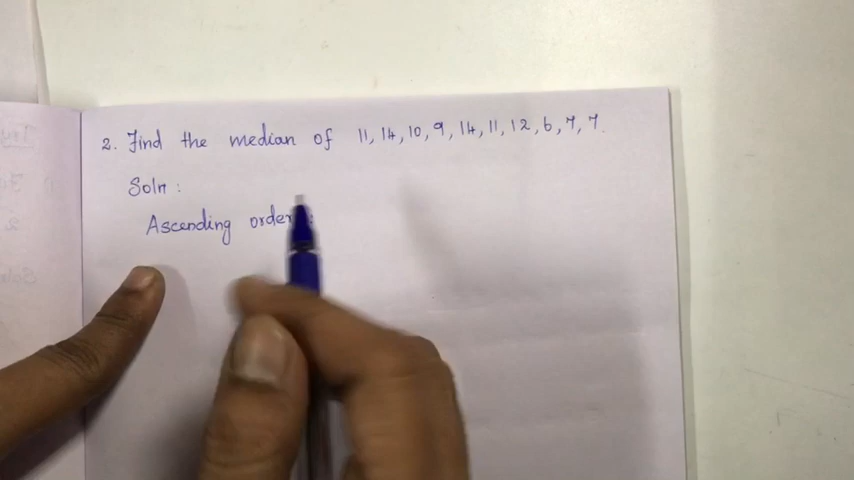 2. Find the median of 11, 14, 10, 9, 14, 11, 12, 6, 7, 7.
Soln :
Ascending order :